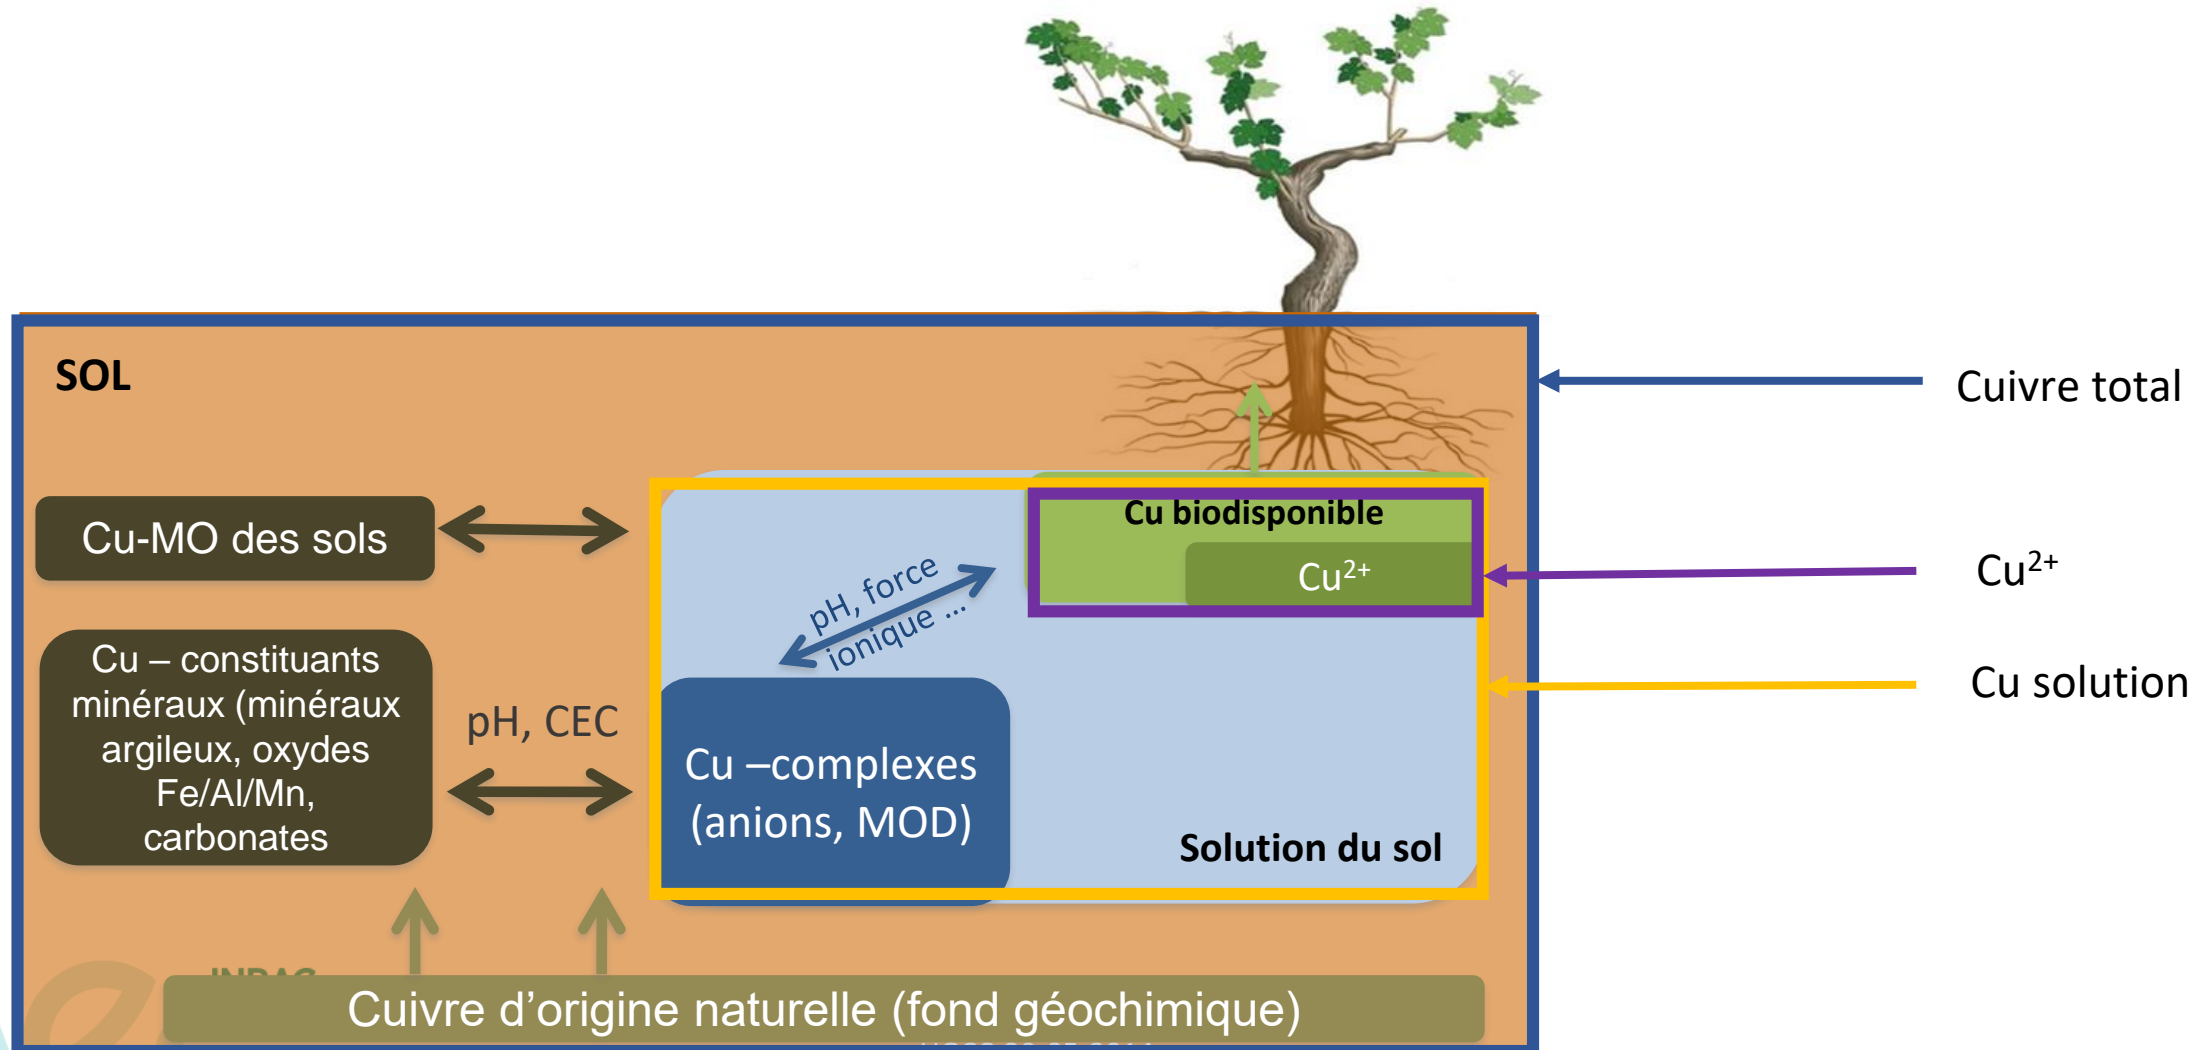 SOL
Cuivre total
Cu-MO des sols
Cu biodisponible
Cu²⁺
Cu²⁺
pH, force
ionique ...
Cu – constituants
minéraux (minéraux
argileux, oxydes
Fe/Al/Mn,
carbonates
pH, CEC
Cu solution
Cu –complexes
(anions, MOD)
Solution du sol
Cuivre d’origine naturelle (fond géochimique)